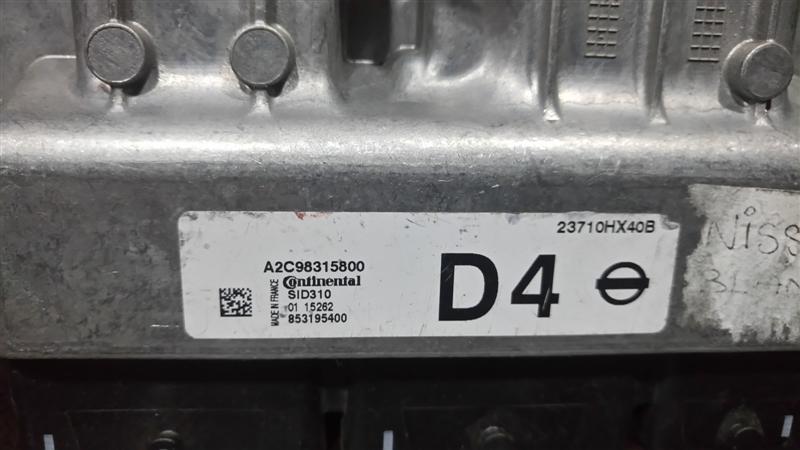 23710HX40B
A2C98315800
Continental
SID310
01 15262
853195400
MADE IN FRANCE
D4
NISS